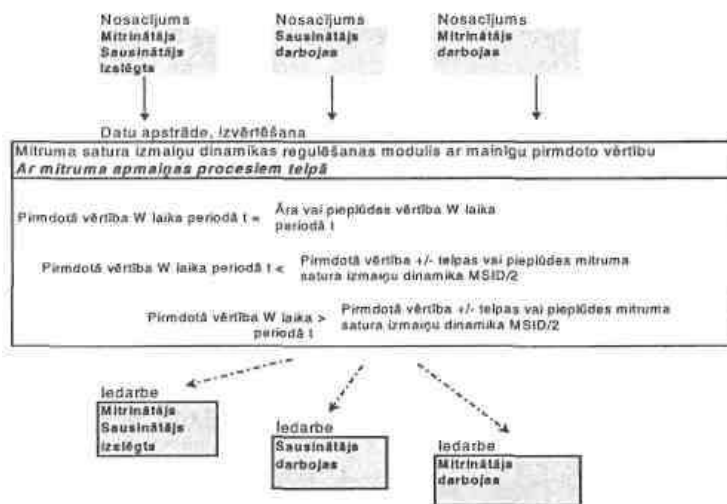 Nosacījums
Mitrinātājs
Sausinātājs
izslēgts
Nosacījums
Sausinātājs
darbojas
Nosacījums
Mitrinātājs
darbojas
Datu apstrāde, izvērtēšana
Mitruma satura izmaiņu dinamikas regulēšanas modulis ar mainīgu pirmdoto vērtību
Ar mitruma apmaiņas procesiem telpā
Pirmdotā vērtība W laika periodā t =
Āra vai pieplūdes vērtība W laika
periodā t
Pirmdotā vērtība W laika periodā t <
Pirmdotā vērtība +/- telpas vai pieplūdes mitruma
satura izmaiņu dinamika MSID/2
Pirmdotā vērtība W laika >
periodā t
Pirmdotā vērtība +/- telpas vai pieplūdes mitruma
satura izmaiņu dinamika MSID/2
Iedarbe
Mitrinātājs
Sausinātājs
izslēgts
Iedarbe
Sausinātājs
darbojas
Iedarbe
Mitrinātājs
darbojas